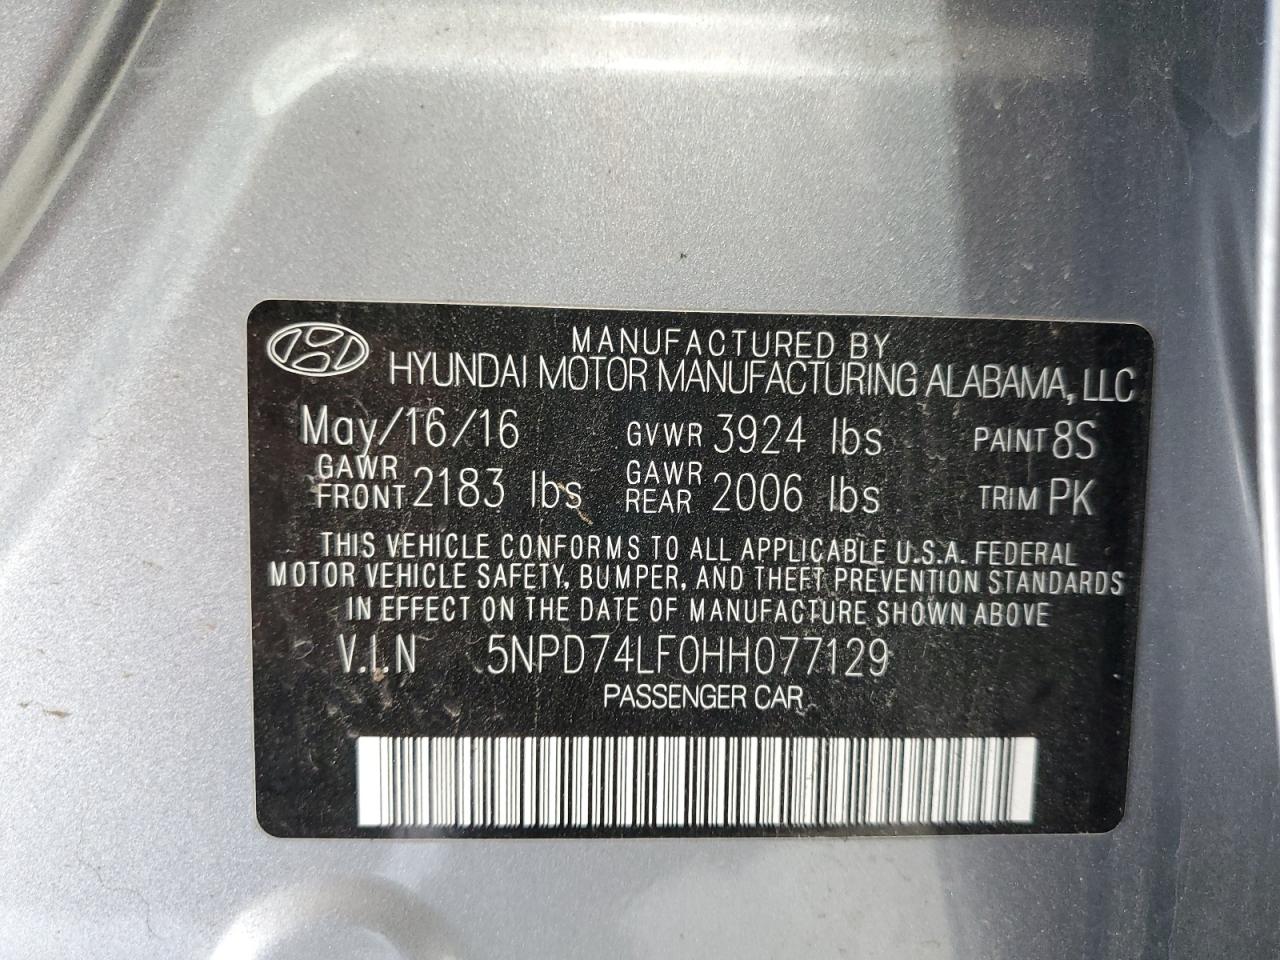 MANUFACTURED BY
HYUNDAI MOTOR MANUFACTURING ALABAMA, LLC
May/16/16 GVWR 3924 lbs PAINT 8S
GAWR FRONT 2183 lbs GAWR REAR 2006 lbs TRIM PK
THIS VEHICLE CONFORMS TO ALL APPLICABLE U.S.A. FEDERAL
MOTOR VEHICLE SAFETY, BUMPER, AND THEFT PREVENTION STANDARDS
IN EFFECT ON THE DATE OF MANUFACTURE SHOWN ABOVE
V.I.N 5NPD74LF0HH077129
PASSENGER CAR